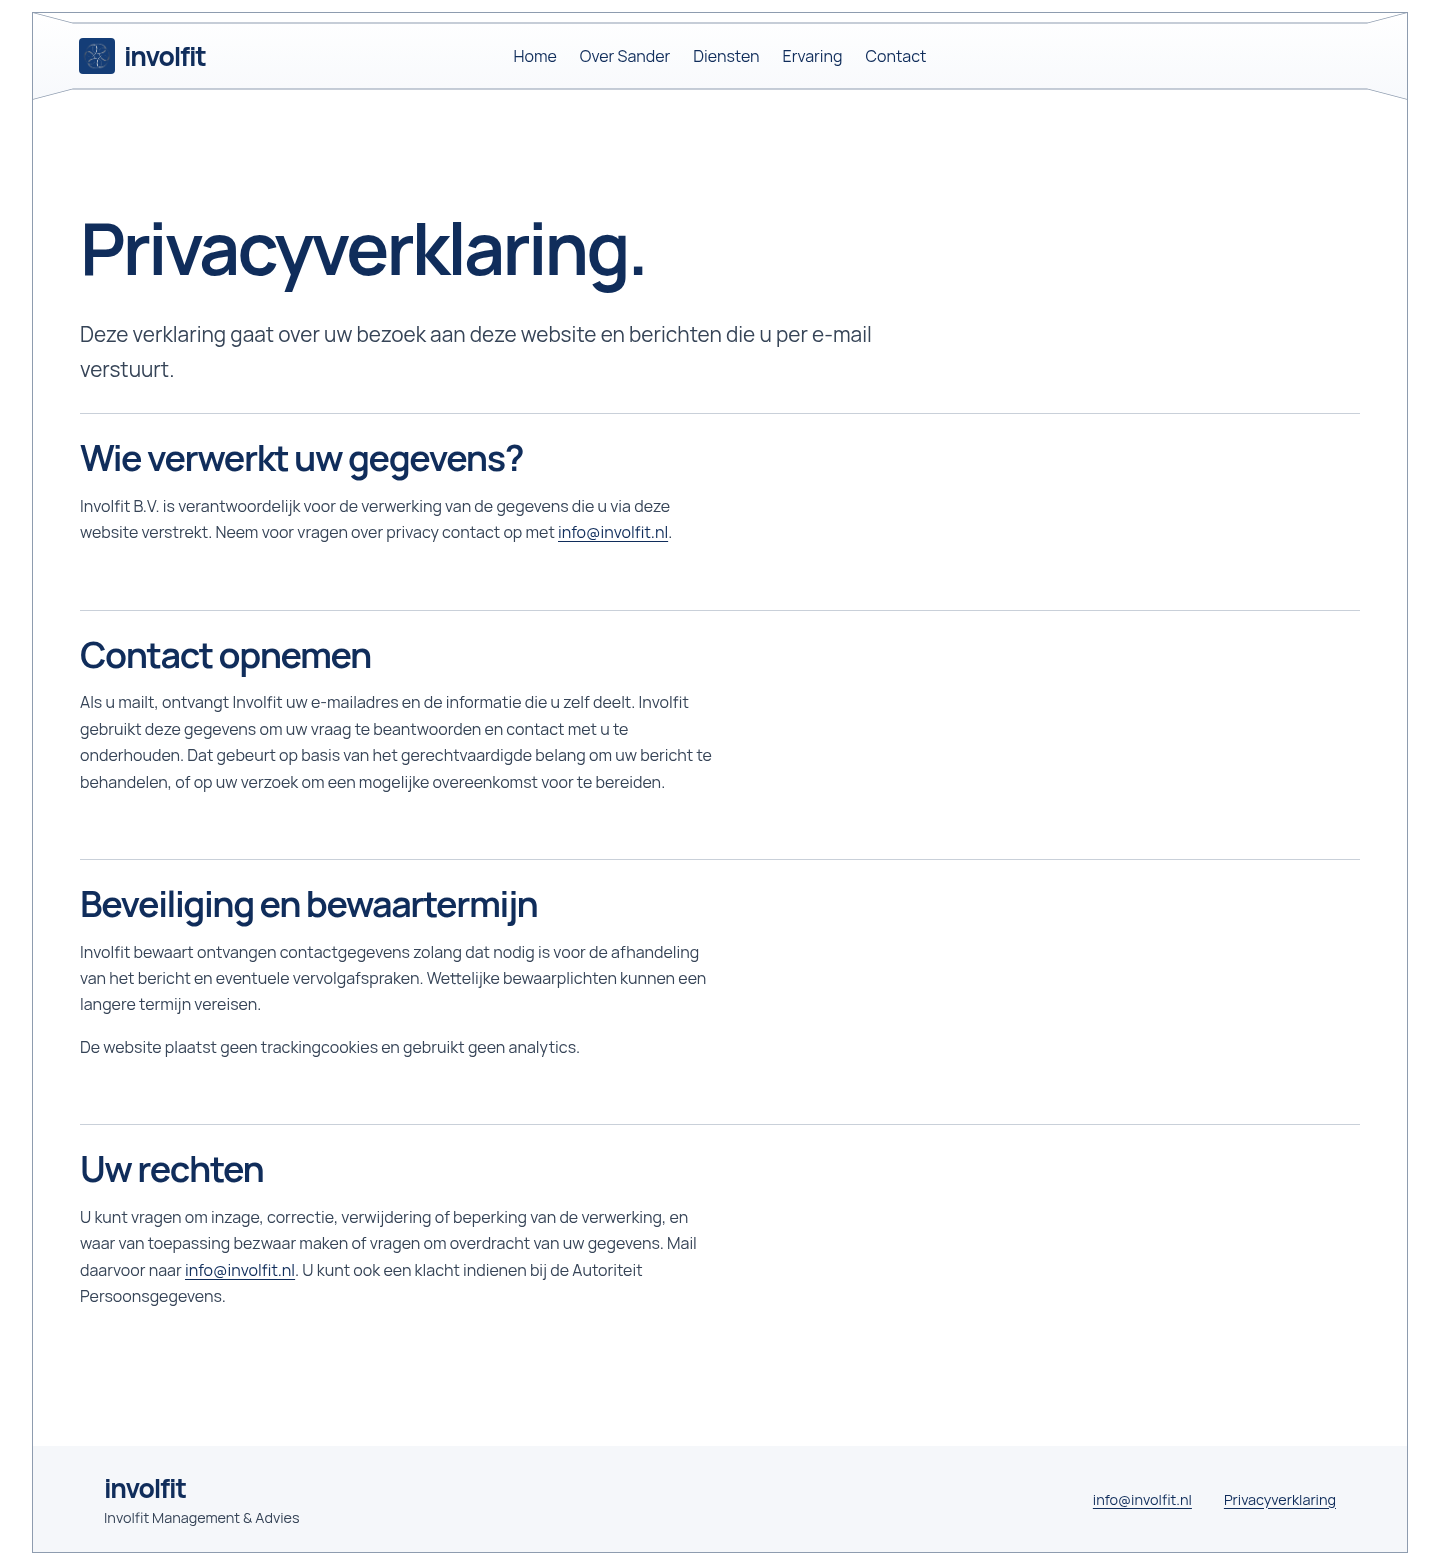 involfit
Home Over Sander Diensten Ervaring Contact
Privacyverklaring.
Deze verklaring gaat over uw bezoek aan deze website en berichten die u per e-mail
verstuurt.
Wie verwerkt uw gegevens?
Involfit B.V. is verantwoordelijk voor de verwerking van de gegevens die u via deze
website verstrekt. Neem voor vragen over privacy contact op met info@involfit.nl.
Contact opnemen
Als u mailt, ontvangt Involfit uw e-mailadres en de informatie die u zelf deelt. Involfit
gebruikt deze gegevens om uw vraag te beantwoorden en contact met u te
onderhouden. Dat gebeurt op basis van het gerechtvaardigde belang om uw bericht te
behandelen, of op uw verzoek om een mogelijke overeenkomst voor te bereiden.
Beveiliging en bewaartermijn
Involfit bewaart ontvangen contactgegevens zolang dat nodig is voor de afhandeling
van het bericht en eventuele vervolgafspraken. Wettelijke bewaarplichten kunnen een
langere termijn vereisen.
De website plaatst geen trackingcookies en gebruikt geen analytics.
Uw rechten
U kunt vragen om inzage, correctie, verwijdering of beperking van de verwerking, en
waar van toepassing bezwaar maken of vragen om overdracht van uw gegevens. Mail
daarvoor naar info@involfit.nl. U kunt ook een klacht indienen bij de Autoriteit
Persoonsgegevens.
involfit
Involfit Management & Advies
info@involfit.nl Privacyverklaring